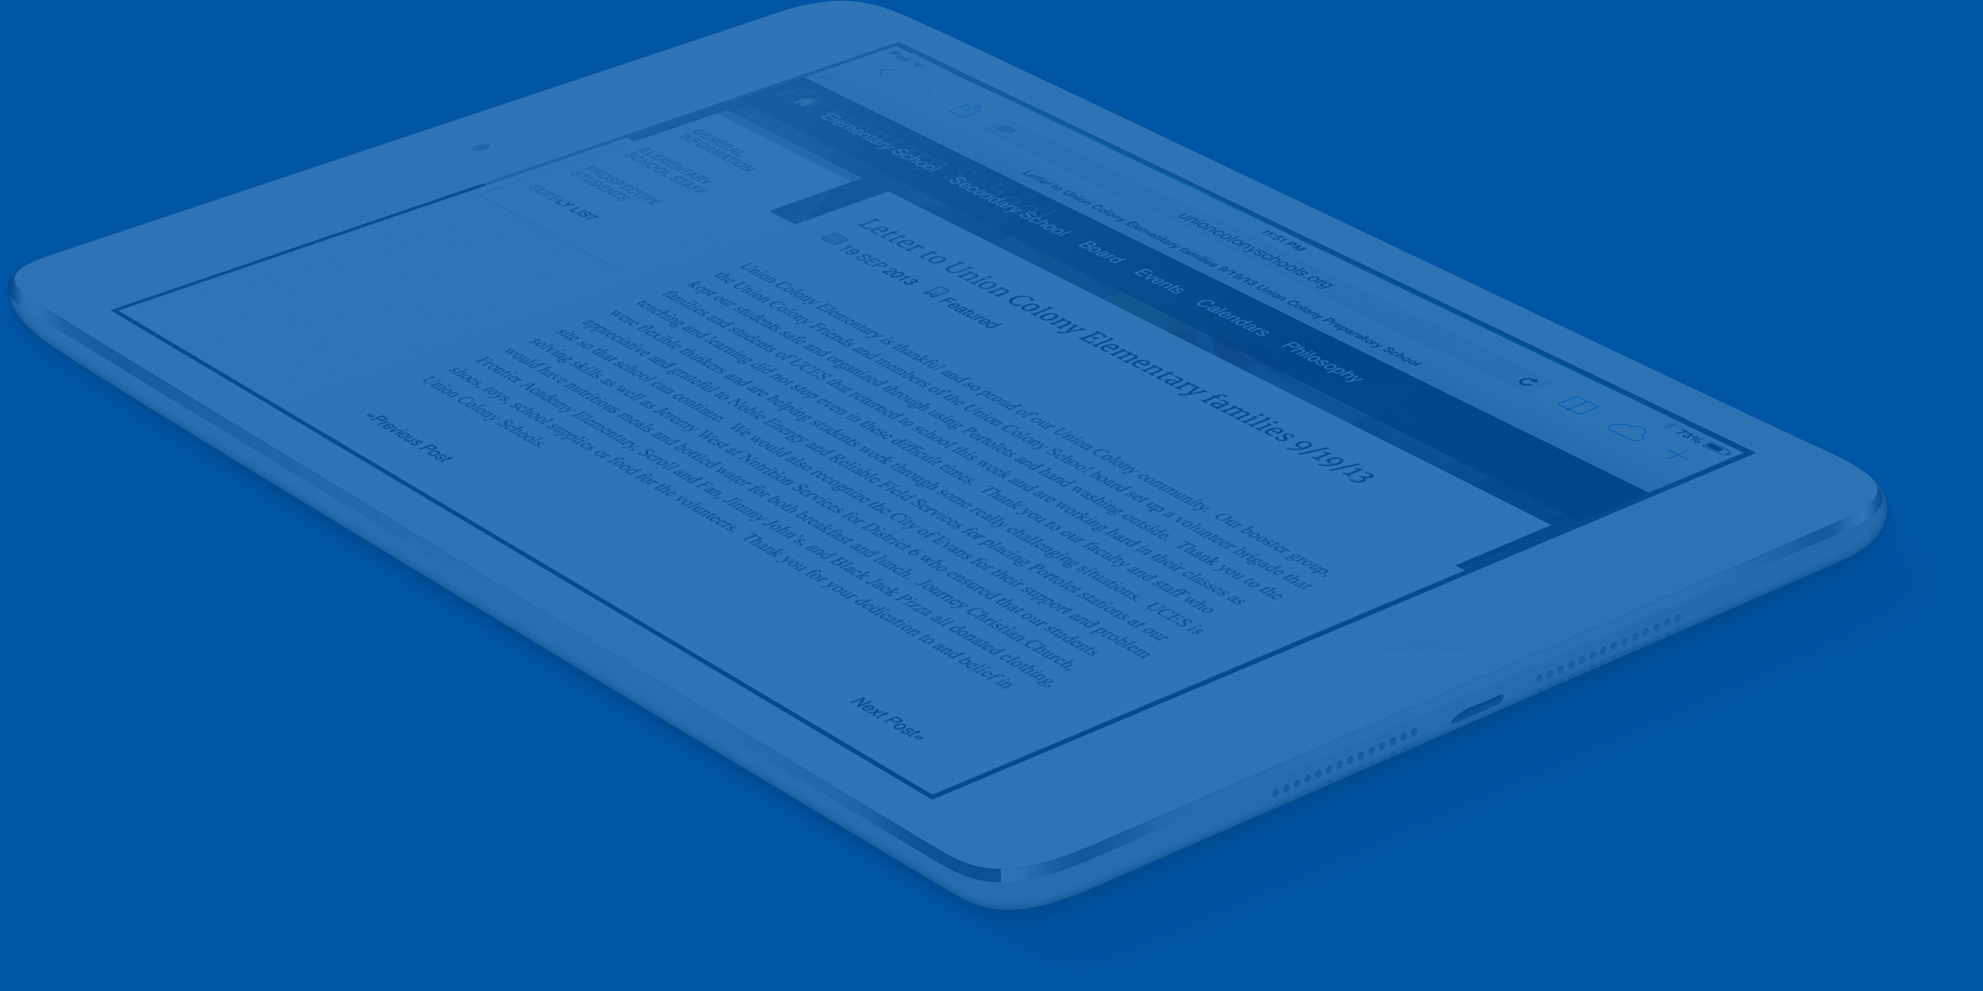 iPad
11:51 PM
73%
unioncolonyschools.org
Letter to Union Colony Elementary families 9/19/13 Union Colony Preparatory School
Elementary School Secondary School Board Events Calendars Philosophy
GENERAL
INFORMATION
ELEMENTARY
SCHOOL STAFF
PROSPECTIVE
STUDENTS
SUPPLY LIST
Letter to Union Colony Elementary families 9/19/13
19 SEP 2013 Featured
Union Colony Elementary is thankful and so proud of our Union Colony community. Our booster group,
the Union Colony Friends and members of the Union Colony School board set up a volunteer brigade that
kept our students safe and organized through using Portolets and hand washing outside. Thank you to the
families and students of UCES that returned to school this week and are working hard in their classes as
teaching and learning did not stop even in these difficult times. Thank you to our faculty and staff who
were flexible thinkers and are helping students work through some really challenging situations. UCES is
appreciative and grateful to Noble Energy and Reliable Field Services for placing Portolet stations at our
site so that school can continue. We would also recognize the City of Evans for their support and problem
solving skills as well as Jeremy West at Nutrition Services for District 6 who ensured that our students
would have nutritious meals and bottled water for both breakfast and lunch. Journey Christian Church,
Frontier Academy Elementary, Scroll and Fan, Jimmy John's, and Black Jack Pizza all donated clothing,
shoes, toys, school supplies or food for the volunteers. Thank you for your dedication to and belief in
Union Colony Schools.
«Previous Post
Next Post»